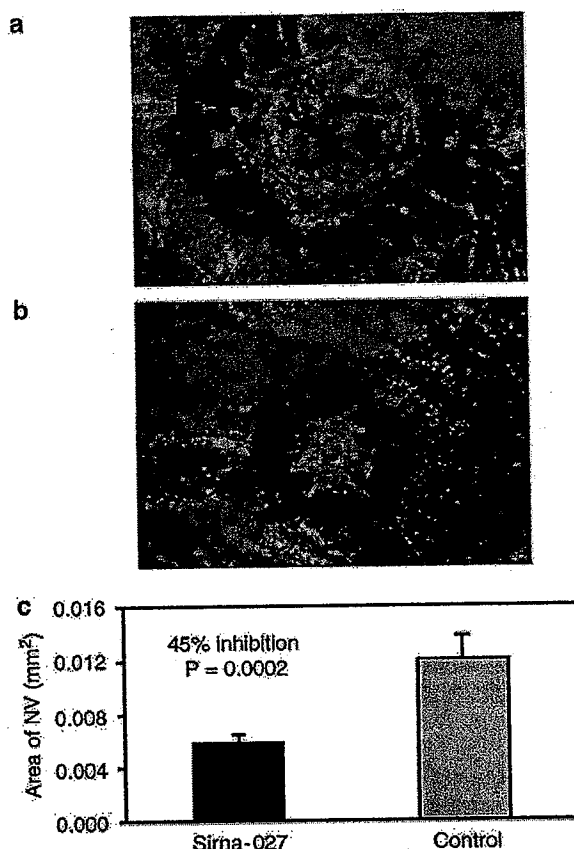 a
b
c
0.016
0.012
0.008
0.004
0.000
Area of NV (mm²)
45% inhibition
P = 0.0002
Sirna-027
Control